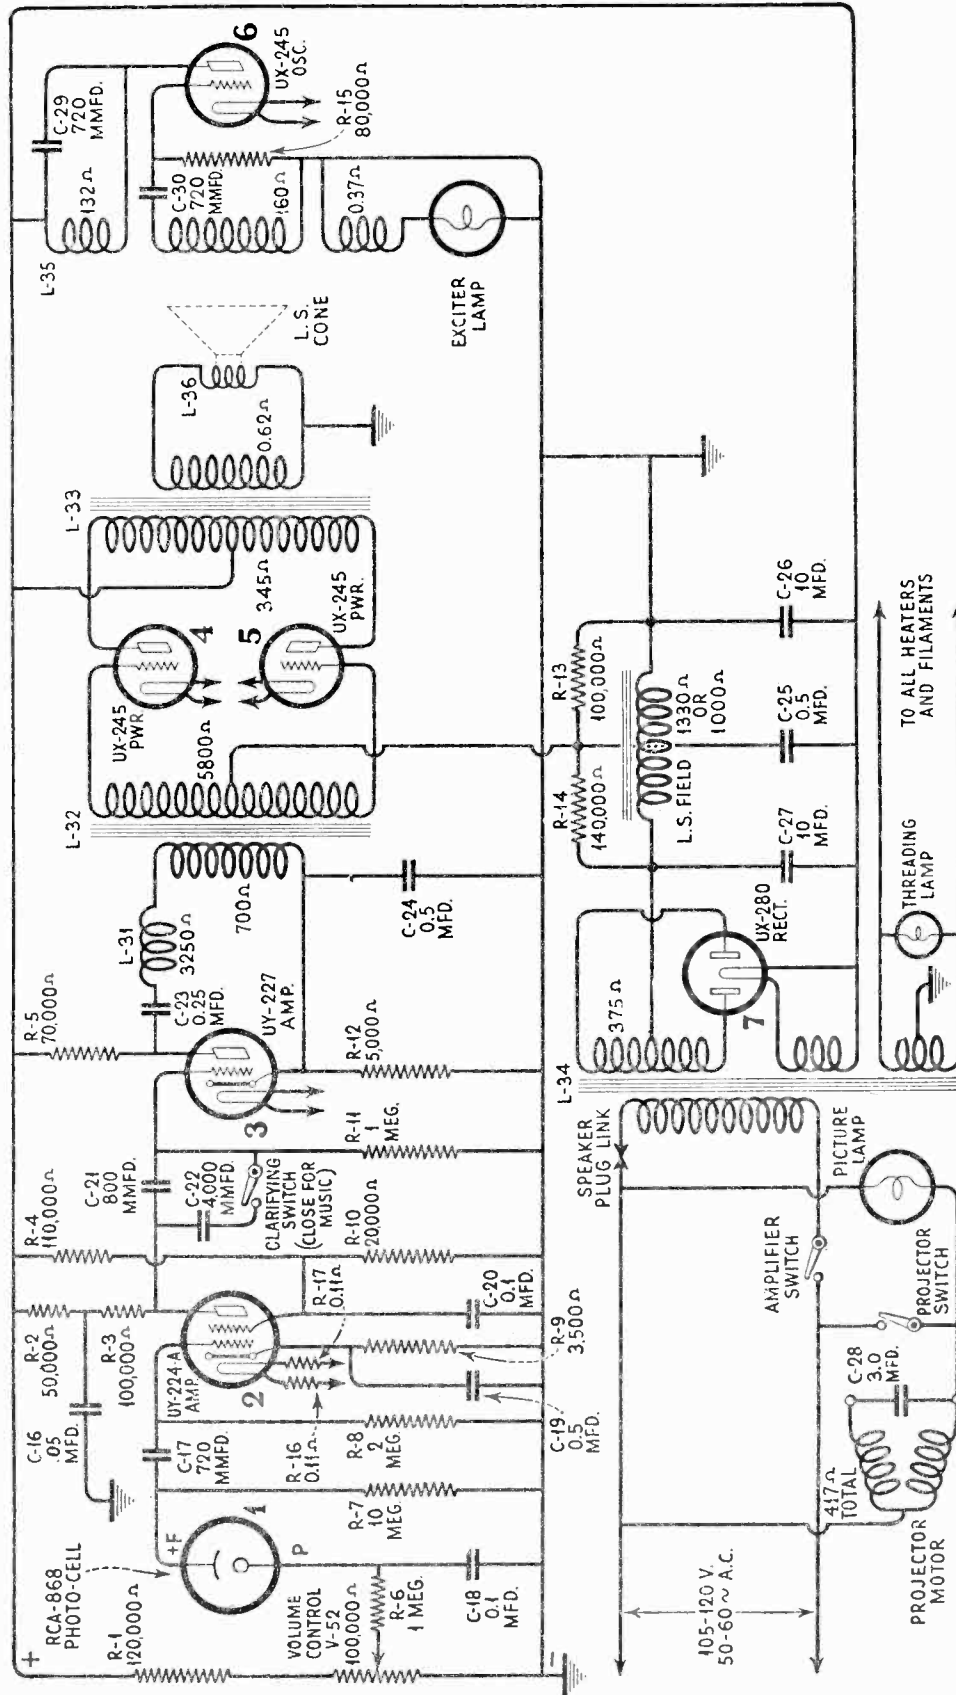 +
RCA-868
PHOTO-CELL
R-1
120,000Ω
VOLUME
CONTROL
V-52
100,000Ω
R-6
1 MEG.
C-18
0.1
MFD.
+F
P
1
R-7
10
MEG.
C-16
.05
MFD.
R-2
50,000Ω
R-3
100,000Ω
C-17
720
MMFD.
R-8
2
MEG.
R-16
0.11Ω
UY-224-A
AMP.
2
C-19
0.5
MFD.
R-9
3,500Ω
R-17
0.11Ω
C-20
0.1
MFD.
R-4
110,000Ω
R-10
20,000Ω
C-21
800
MMFD.
C-22
4,000
MMFD.
CLARIFYING
SWITCH
(CLOSE FOR
MUSIC)
R-11
1
MEG.
R-5
70,000Ω
3
UY-227
AMP.
R-12
5,000Ω
C-23
0.25
MFD.
L-31
3250Ω
700Ω
C-24
0.5
MFD.
L-32
5800Ω
UX-245
PWR.
4
5
UX-245
PWR.
345Ω
L-33
0.62Ω
L-36
L.S.
CONE
L-35
132Ω
C-29
720
MMFD.
C-30
720
MMFD.
160Ω
0.37Ω
6
UX-245
OSC.
R-15
80,000Ω
EXCITER
LAMP
-
105-120 V.
50-60~A.C.
PROJECTOR
MOTOR
417Ω
TOTAL
C-28
3.0
MFD.
PROJECTOR
SWITCH
AMPLIFIER
SWITCH
PICTURE
LAMP
SPEAKER
PLUG LINK
L-34
375Ω
7
UX-280
RECT.
R-14
140,000Ω
R-13
100,000Ω
L.S. FIELD
1330Ω
OR
1000Ω
C-27
10
MFD.
C-25
0.5
MFD.
C-26
10
MFD.
THREADING
LAMP
TO ALL HEATERS
AND FILAMENTS